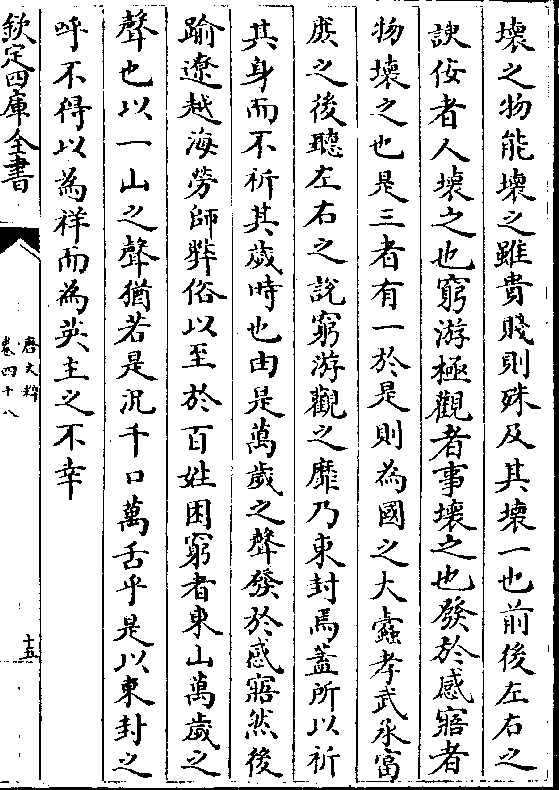 壞之物能壞之雖貴賤則殊及其壞一也前後左右之
諛佞者人壞之也窮游極觀者事壞之也發於感寤者
物壞之也是三者有一於是則為國之大蠧孝武承富
庶之後聽左右之說窮游觀之靡乃東封焉蓋所以祈
其身而不祈其歲時也由是萬歲之聲發於感寤然後
踰遼越海勞師弊俗以至於百姓困窮者東山萬歲之
聲也以一山之聲猶若是况千口萬舌乎是以東封之
呼不得以為祥而為英主之不幸
欽定四庫全書
唐文粹
卷四十八
十五